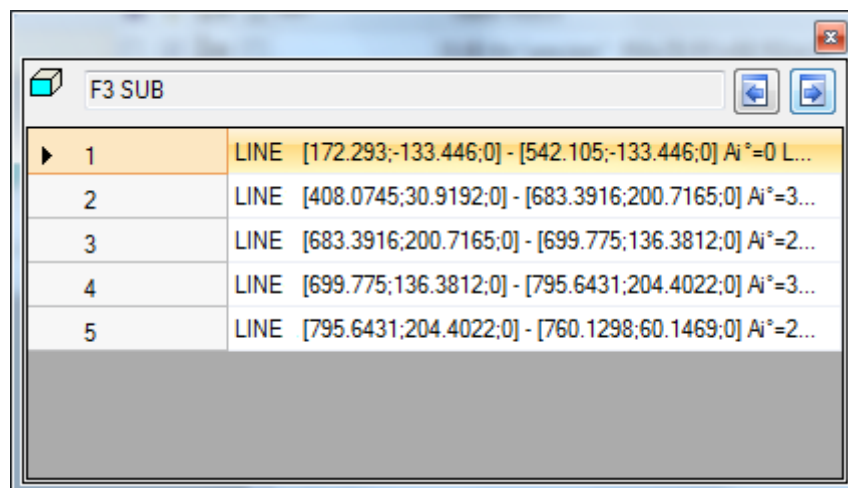 F3 SUB
1 LINE [172.293;-133.446;0] - [542.105;-133.446;0] Ai°=0 L...
2 LINE [408.0745;30.9192;0] - [683.3916;200.7165;0] Ai°=3...
3 LINE [683.3916;200.7165;0] - [699.775;136.3812;0] Ai°=2...
4 LINE [699.775;136.3812;0] - [795.6431;204.4022;0] Ai°=3...
5 LINE [795.6431;204.4022;0] - [760.1298;60.1469;0] Ai°=2...